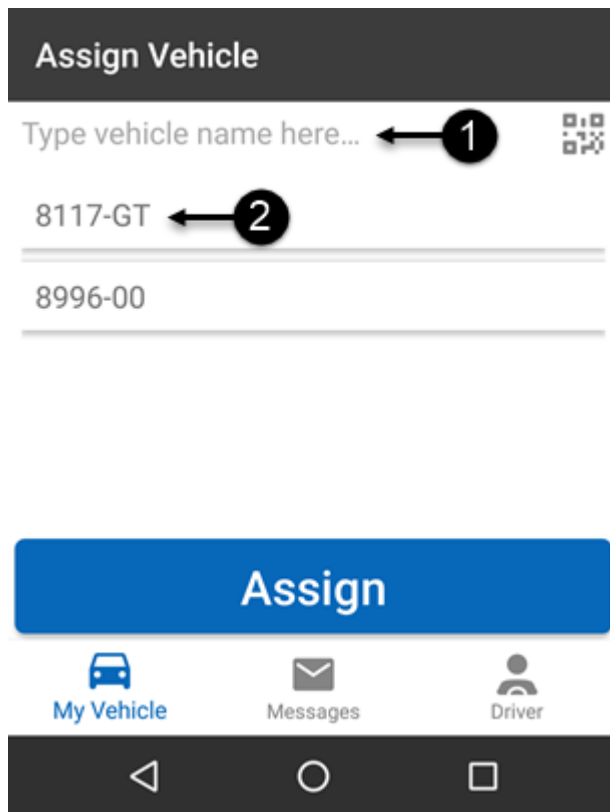 Assign Vehicle
Type vehicle name here... 1
8117-GT 2
8996-00
Assign
My Vehicle Messages Driver